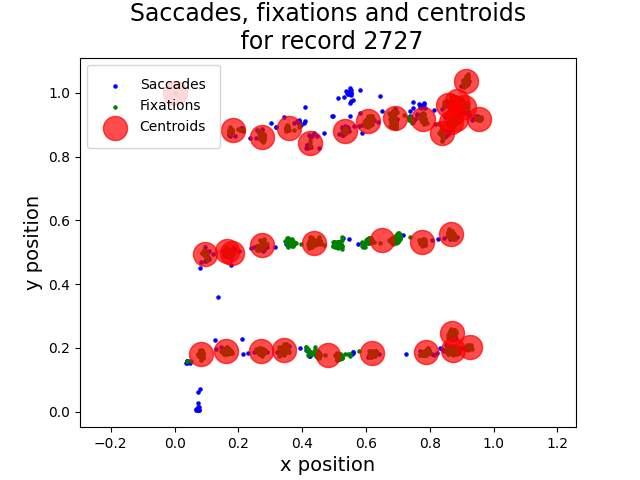 Saccades, fixations and centroids
for record 2727
Saccades
Fixations
Centroids
1.0
0.8
0.6
0.4
0.2
0.0
y position
−0.2 0.0 0.2 0.4 0.6 0.8 1.0 1.2
x position